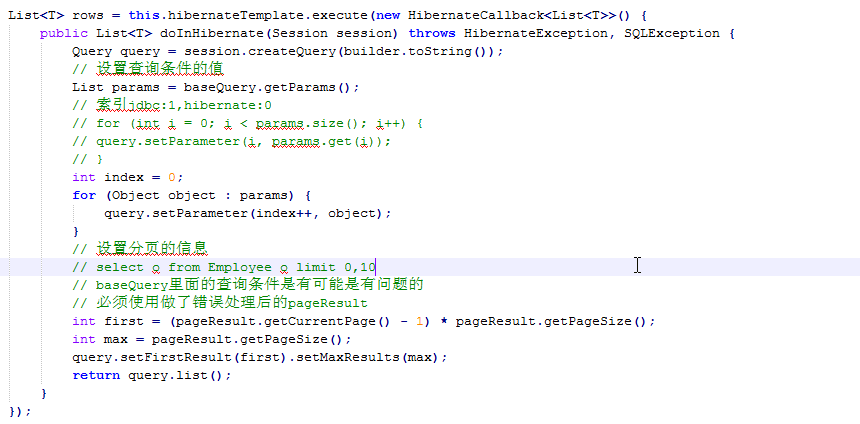 List<T> rows = this.hibernateTemplate.execute(new HibernateCallback<List<T>>() {
    public List<T> doInHibernate(Session session) throws HibernateException, SQLException {
        Query query = session.createQuery(builder.toString());
        // 设置查询条件的值
        List params = baseQuery.getParams();
        // 索引jdbc:1,hibernate:0
        // for (int i = 0; i < params.size(); i++) {
        // query.setParameter(i, params.get(i));
        // }
        int index = 0;
        for (Object object : params) {
            query.setParameter(index++, object);
        }
        // 设置分页的信息
        // select o from Employee o limit 0,10
        // baseQuery里面的查询条件是有可能是有问题的
        // 必须使用做了错误处理后的pageResult
        int first = (pageResult.getCurrentPage() - 1) * pageResult.getPageSize();
        int max = pageResult.getPageSize();
        query.setFirstResult(first).setMaxResults(max);
        return query.list();
    }
});